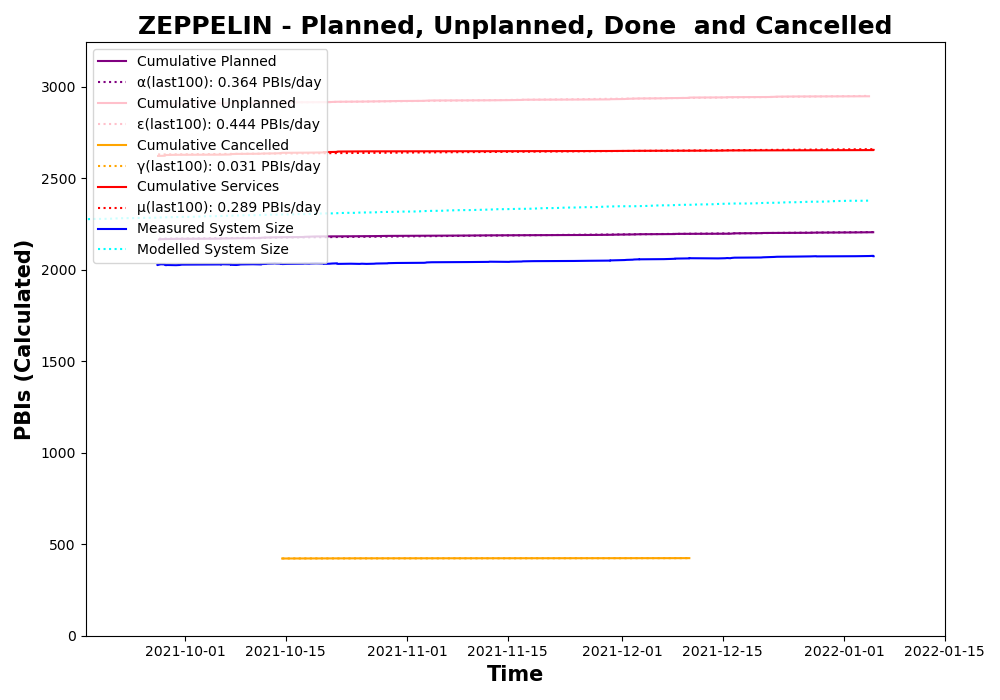 ZEPPELIN - Planned, Unplanned, Done  and Cancelled
Cumulative Planned
α(last100): 0.364 PBIs/day
Cumulative Unplanned
ε(last100): 0.444 PBIs/day
Cumulative Cancelled
γ(last100): 0.031 PBIs/day
Cumulative Services
μ(last100): 0.289 PBIs/day
Measured System Size
Modelled System Size
PBIs (Calculated)
3000
2500
2000
1500
1000
500
0
2021-10-01 2021-10-15 2021-11-01 2021-11-15 2021-12-01 2021-12-15 2022-01-01 2022-01-15
Time